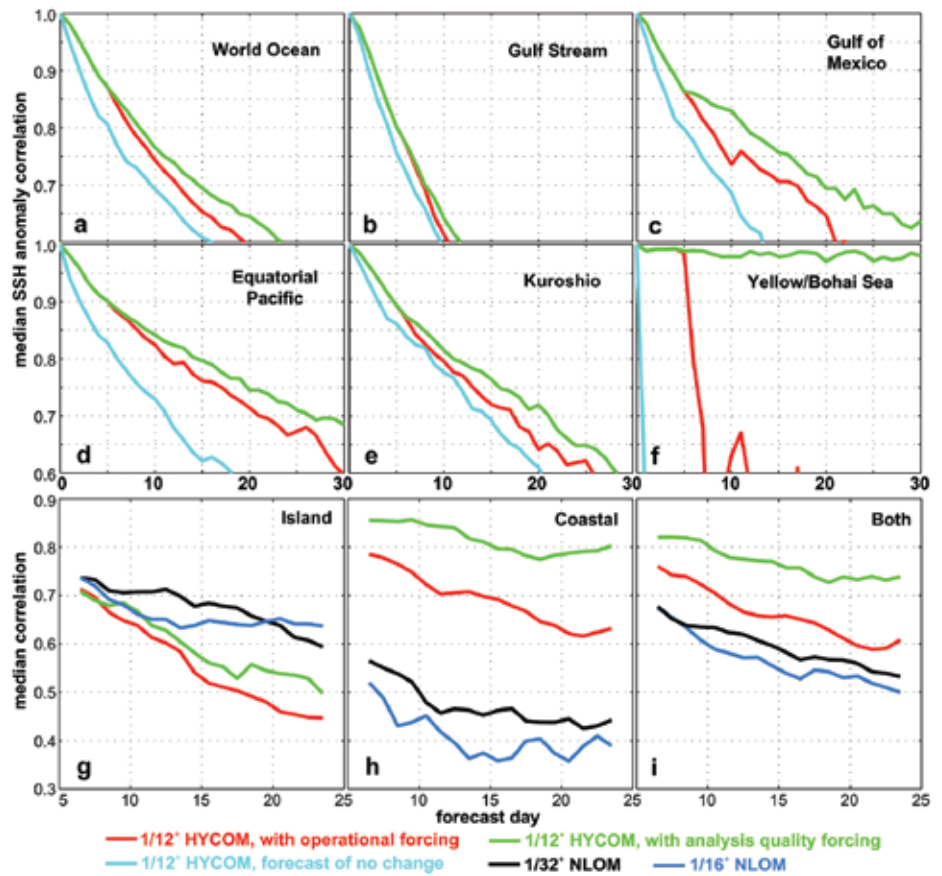 World Ocean
Gulf Stream
Gulf of
Mexico
1.0
0.9
0.8
0.7
a
b
c
median SSH anomaly correlation
Equatorial
Pacific
Kuroshio
Yellow/Bohai Sea
1.0
0.9
0.8
0.7
0.6
d
e
f
0 10 20 30 0 10 20 30 0 10 20 30
Island
Coastal
Both
0.9
0.8
0.7
0.6
0.5
0.4
0.3
median correlation
g
h
i
5 10 15 20 25 5 10 15 20 25 5 10 15 20 25
forecast day
1/12° HYCOM, with operational forcing
1/12° HYCOM, with analysis quality forcing
1/12° HYCOM, forecast of no change
1/32° NLOM
1/16° NLOM